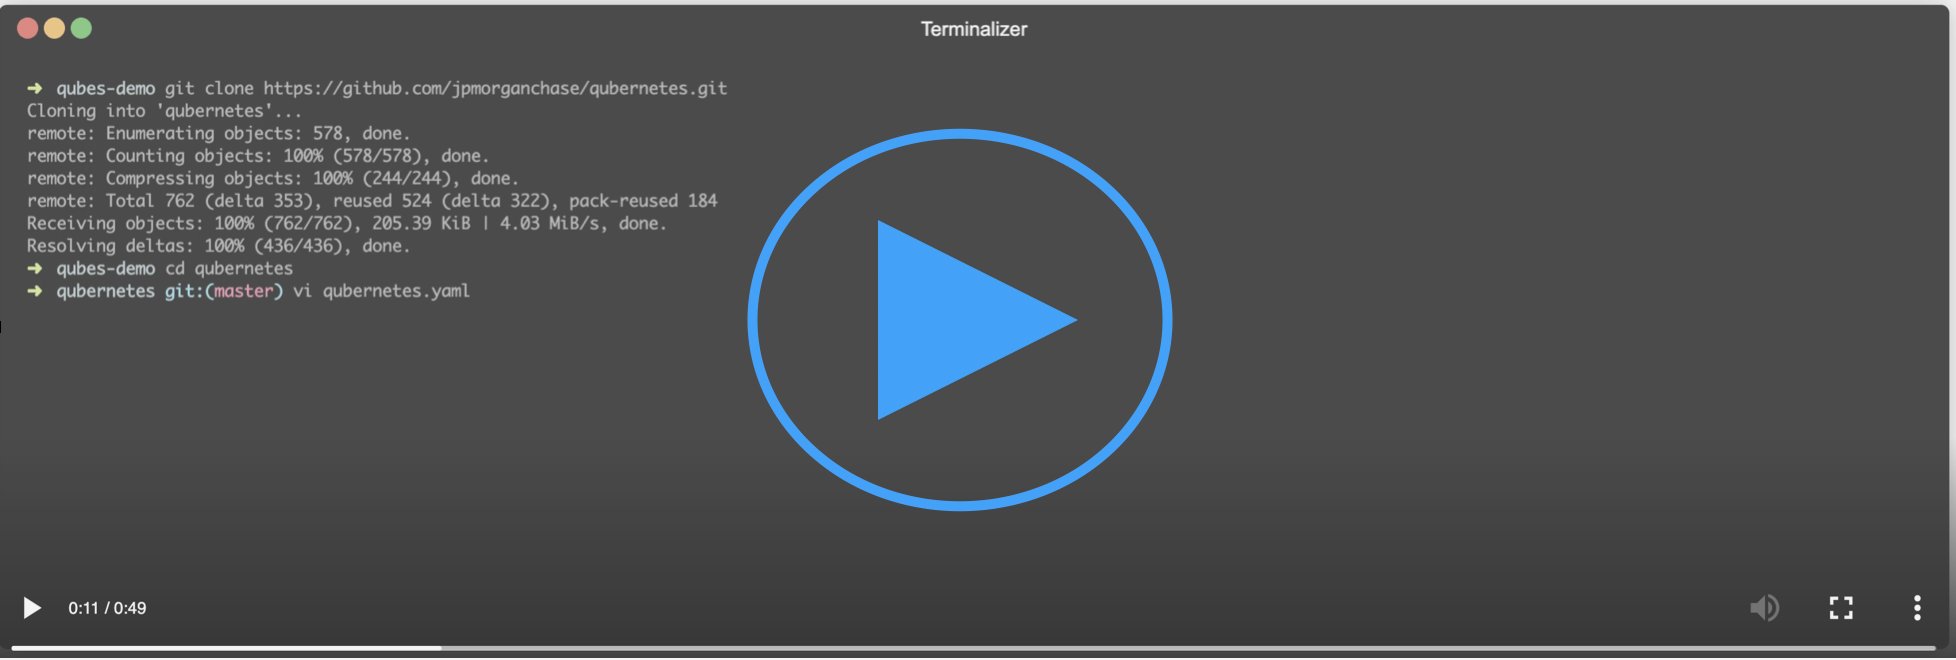 Terminalizer
➜ qubes-demo git clone https://github.com/jpmorganchase/qubernetes.git
Cloning into 'qubernetes'...
remote: Enumerating objects: 578, done.
remote: Counting objects: 100% (578/578), done.
remote: Compressing objects: 100% (244/244), done.
remote: Total 762 (delta 353), reused 524 (delta 322), pack-reused 184
Receiving objects: 100% (762/762), 205.39 KiB | 4.03 MiB/s, done.
Resolving deltas: 100% (436/436), done.
➜ qubes-demo cd qubernetes
➜ qubernetes git:(master) vi qubernetes.yaml
0:11 / 0:49